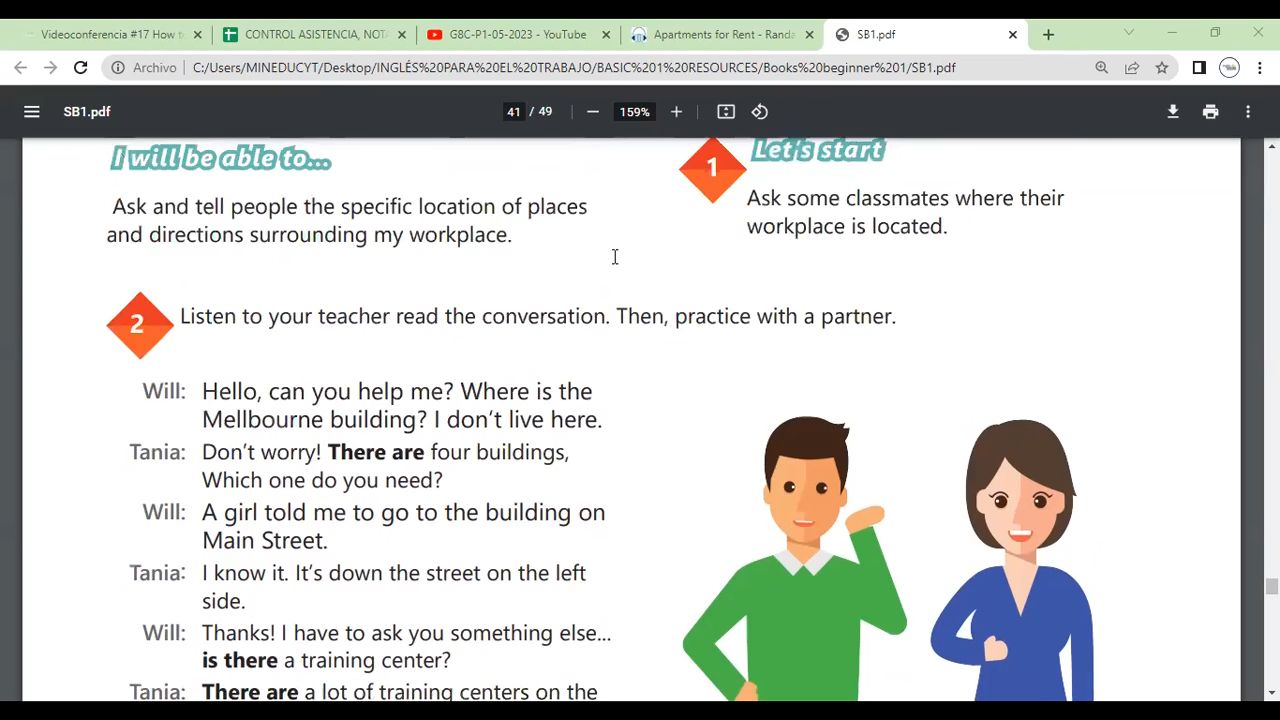 Videoconferencia #17 How t
CONTROL ASISTENCIA, NOT
G8C-P1-05-2023 - YouTube
Apartments for Rent - Randa
SB1.pdf
Archivo
C:/Users/MINEDUCYT/Desktop/INGLÉS%20PARA%20EL%20TRABAJO/BASIC%201%20RESOURCES/Books%20beginner%201/SB1.pdf
SB1.pdf
41 / 49
159%
I will be able to...
Ask and tell people the specific location of places
and directions surrounding my workplace.
1
Let's start
Ask some classmates where their
workplace is located.
2
Listen to your teacher read the conversation. Then, practice with a partner.
Will: Hello, can you help me? Where is the
Mellbourne building? I don't live here.
Tania: Don't worry! There are four buildings,
Which one do you need?
Will: A girl told me to go to the building on
Main Street.
Tania: I know it. It's down the street on the left
side.
Will: Thanks! I have to ask you something else...
is there a training center?
Tania: There are a lot of training centers on the